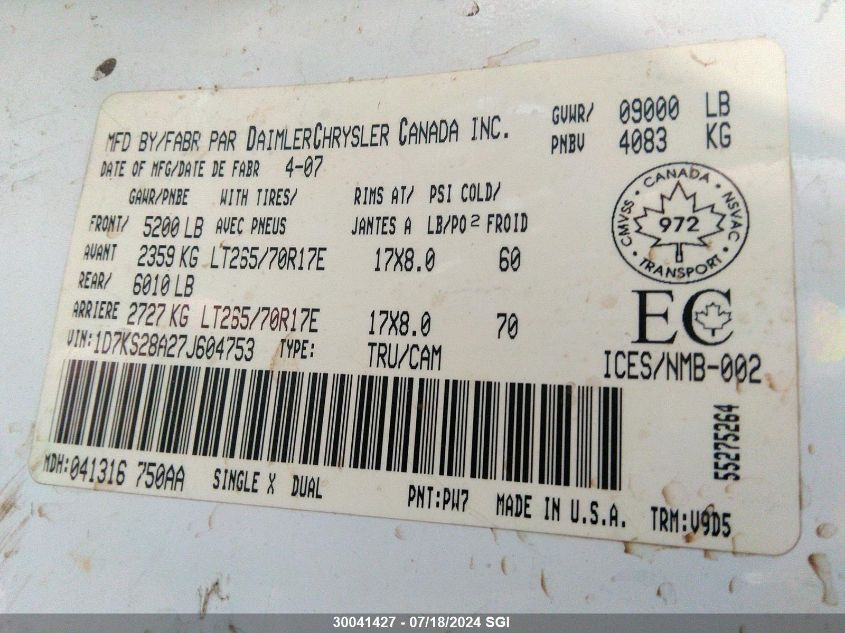 MFD BY/FABR PAR DAIMLERCHRYSLER CANADA INC.
GVWR/ 09000 LB
PNBV 4083 KG
DATE OF MFG/DATE DE FABR 4-07
GAWR/PNBE WITH TIRES/ RIMS AT/ PSI COLD/
FRONT/ 5200 LB AVEC PNEUS JANTES A LB/PO² FROID
AVANT 2359 KG LT265/70R17E 17X8.0 60
REAR/ 6010 LB
ARRIERE 2727 KG LT265/70R17E 17X8.0 70
VIN: 1D7KS28A27J604753 TYPE: TRU/CAM
CMVSS · CANADA · NSVAC
972
TRANSPORT
EC
ICES/NMB-002
55275264
MDH: 041316 750AA SINGLE X DUAL PNT: PW7 MADE IN U.S.A. TRM: V9D5
30041427 - 07/18/2024 SGI